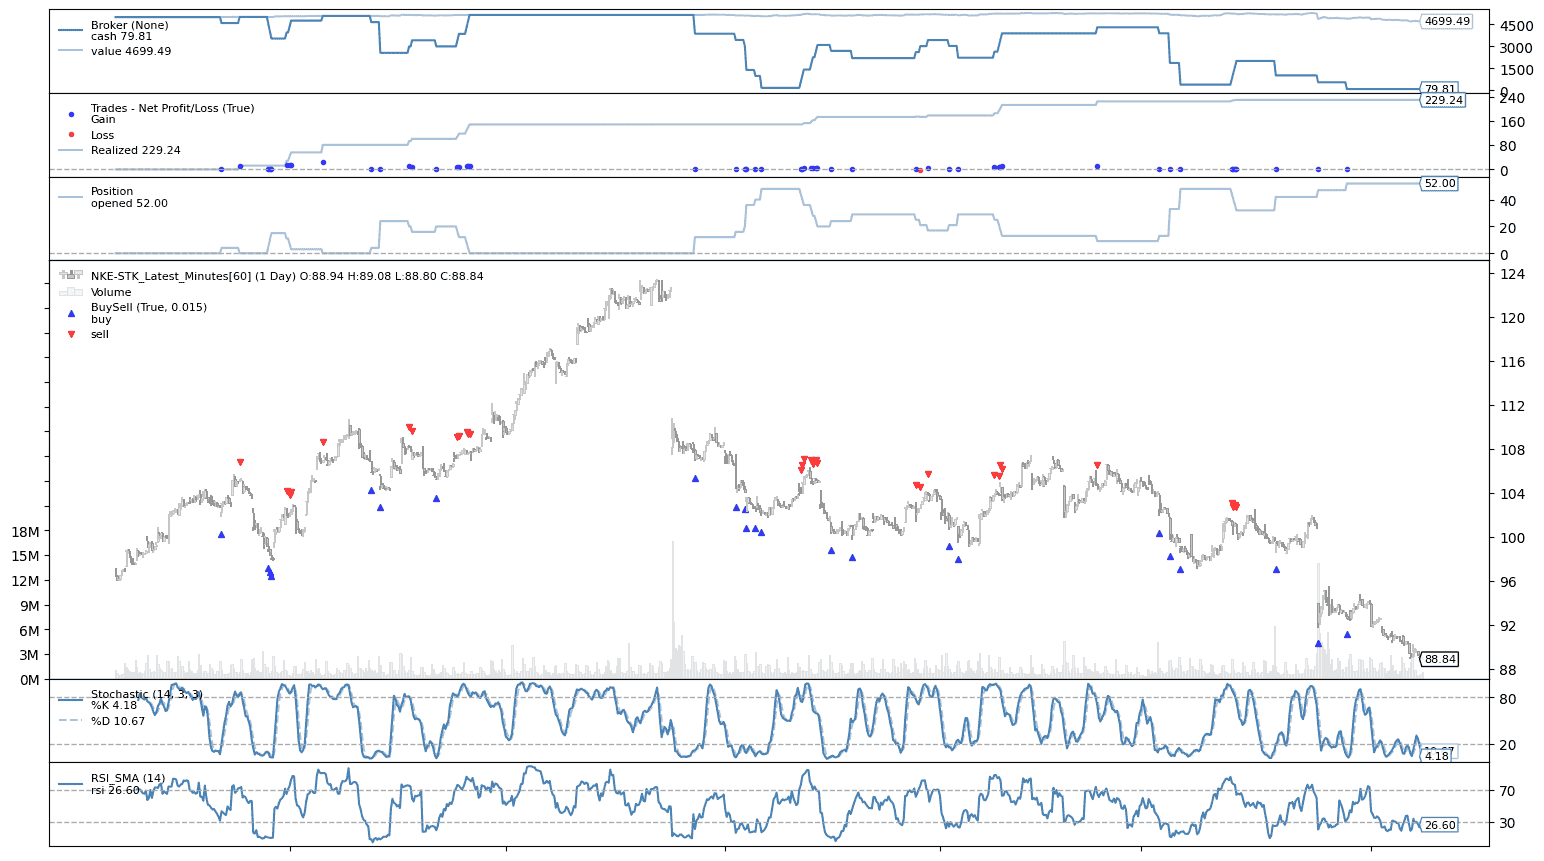 Broker (None)
cash 79.81
value 4699.49
4699.49
4500
3000
1500
0
79.81
Trades - Net Profit/Loss (True)
Gain
Loss
Realized 229.24
240
229.24
160
80
0
Position
opened 52.00
52.00
40
20
0
NKE-STK_Latest_Minutes[60] (1 Day) O:88.94 H:89.08 L:88.80 C:88.84
Volume
BuySell (True, 0.015)
buy
sell
124
120
116
112
108
104
100
96
92
88
88.84
18M
15M
12M
9M
6M
3M
0M
Stochastic (14, 3, 3)
%K 4.18
%D 10.67
80
20
10.67
4.18
RSI_SMA (14)
rsi 26.60
70
30
26.60